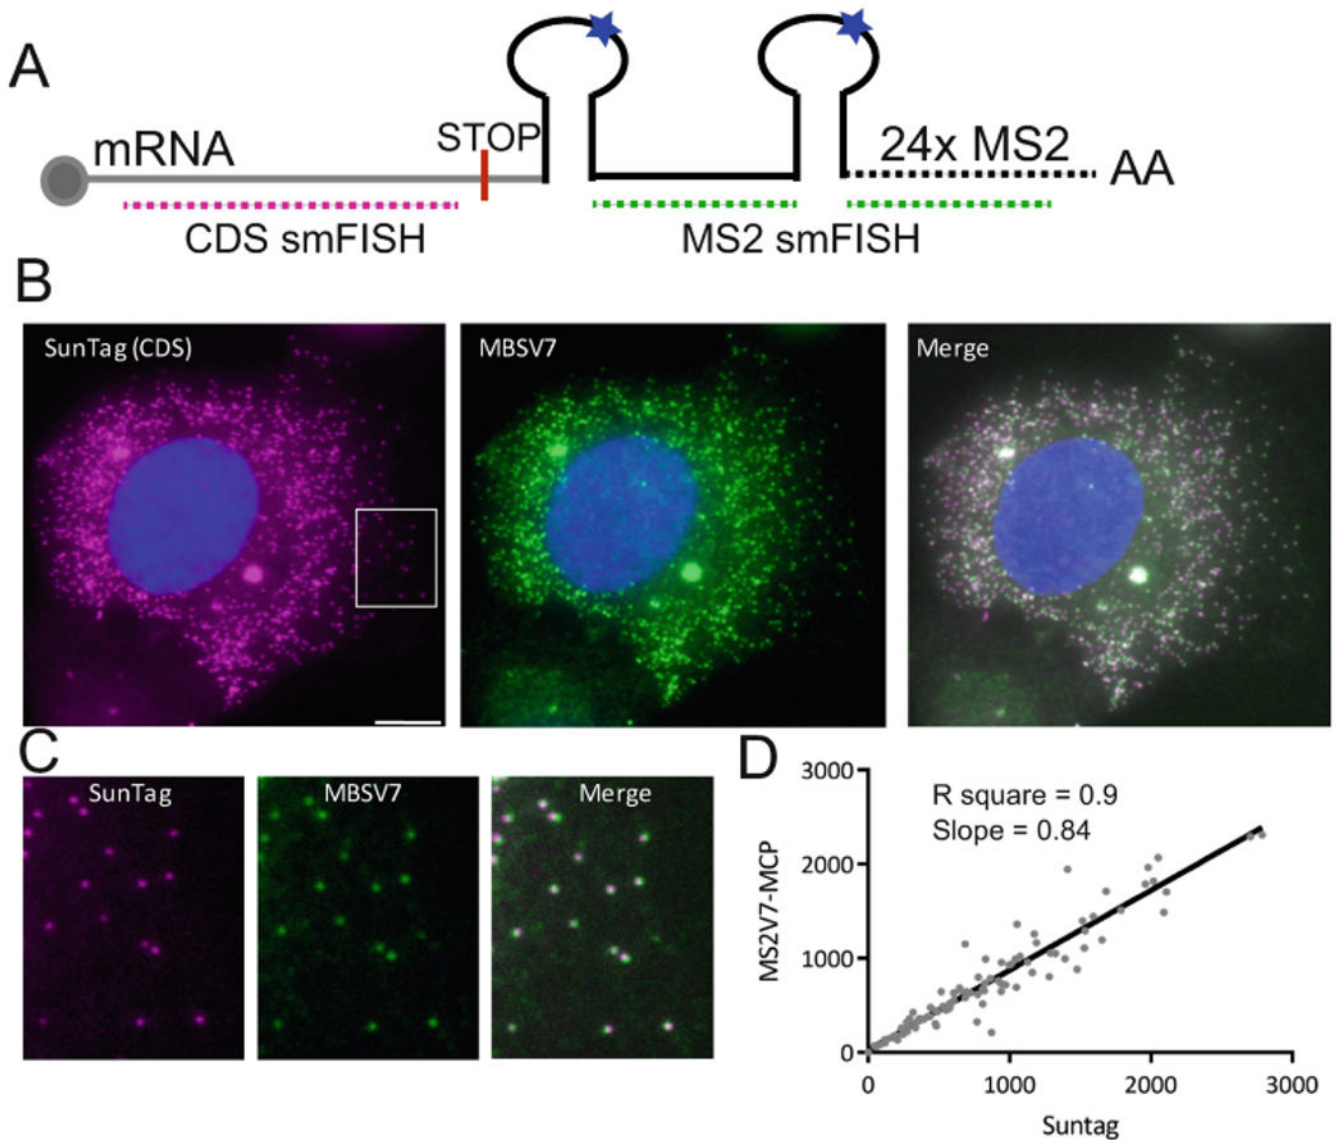 A
mRNA
STOP
24x MS2
AA
CDS smFISH
MS2 smFISH
B
SunTag (CDS)
MBSV7
Merge
C
SunTag
MBSV7
Merge
D
3000
2000
1000
0
R square = 0.9
Slope = 0.84
MS2V7-MCP
0
1000
2000
3000
Suntag